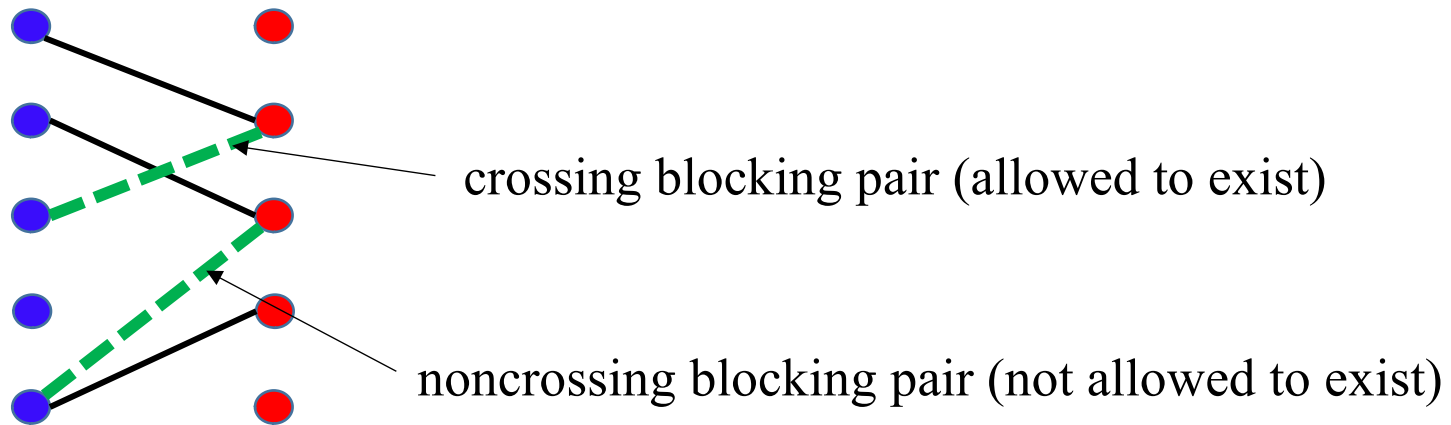 crossing blocking pair (allowed to exist)
noncrossing blocking pair (not allowed to exist)